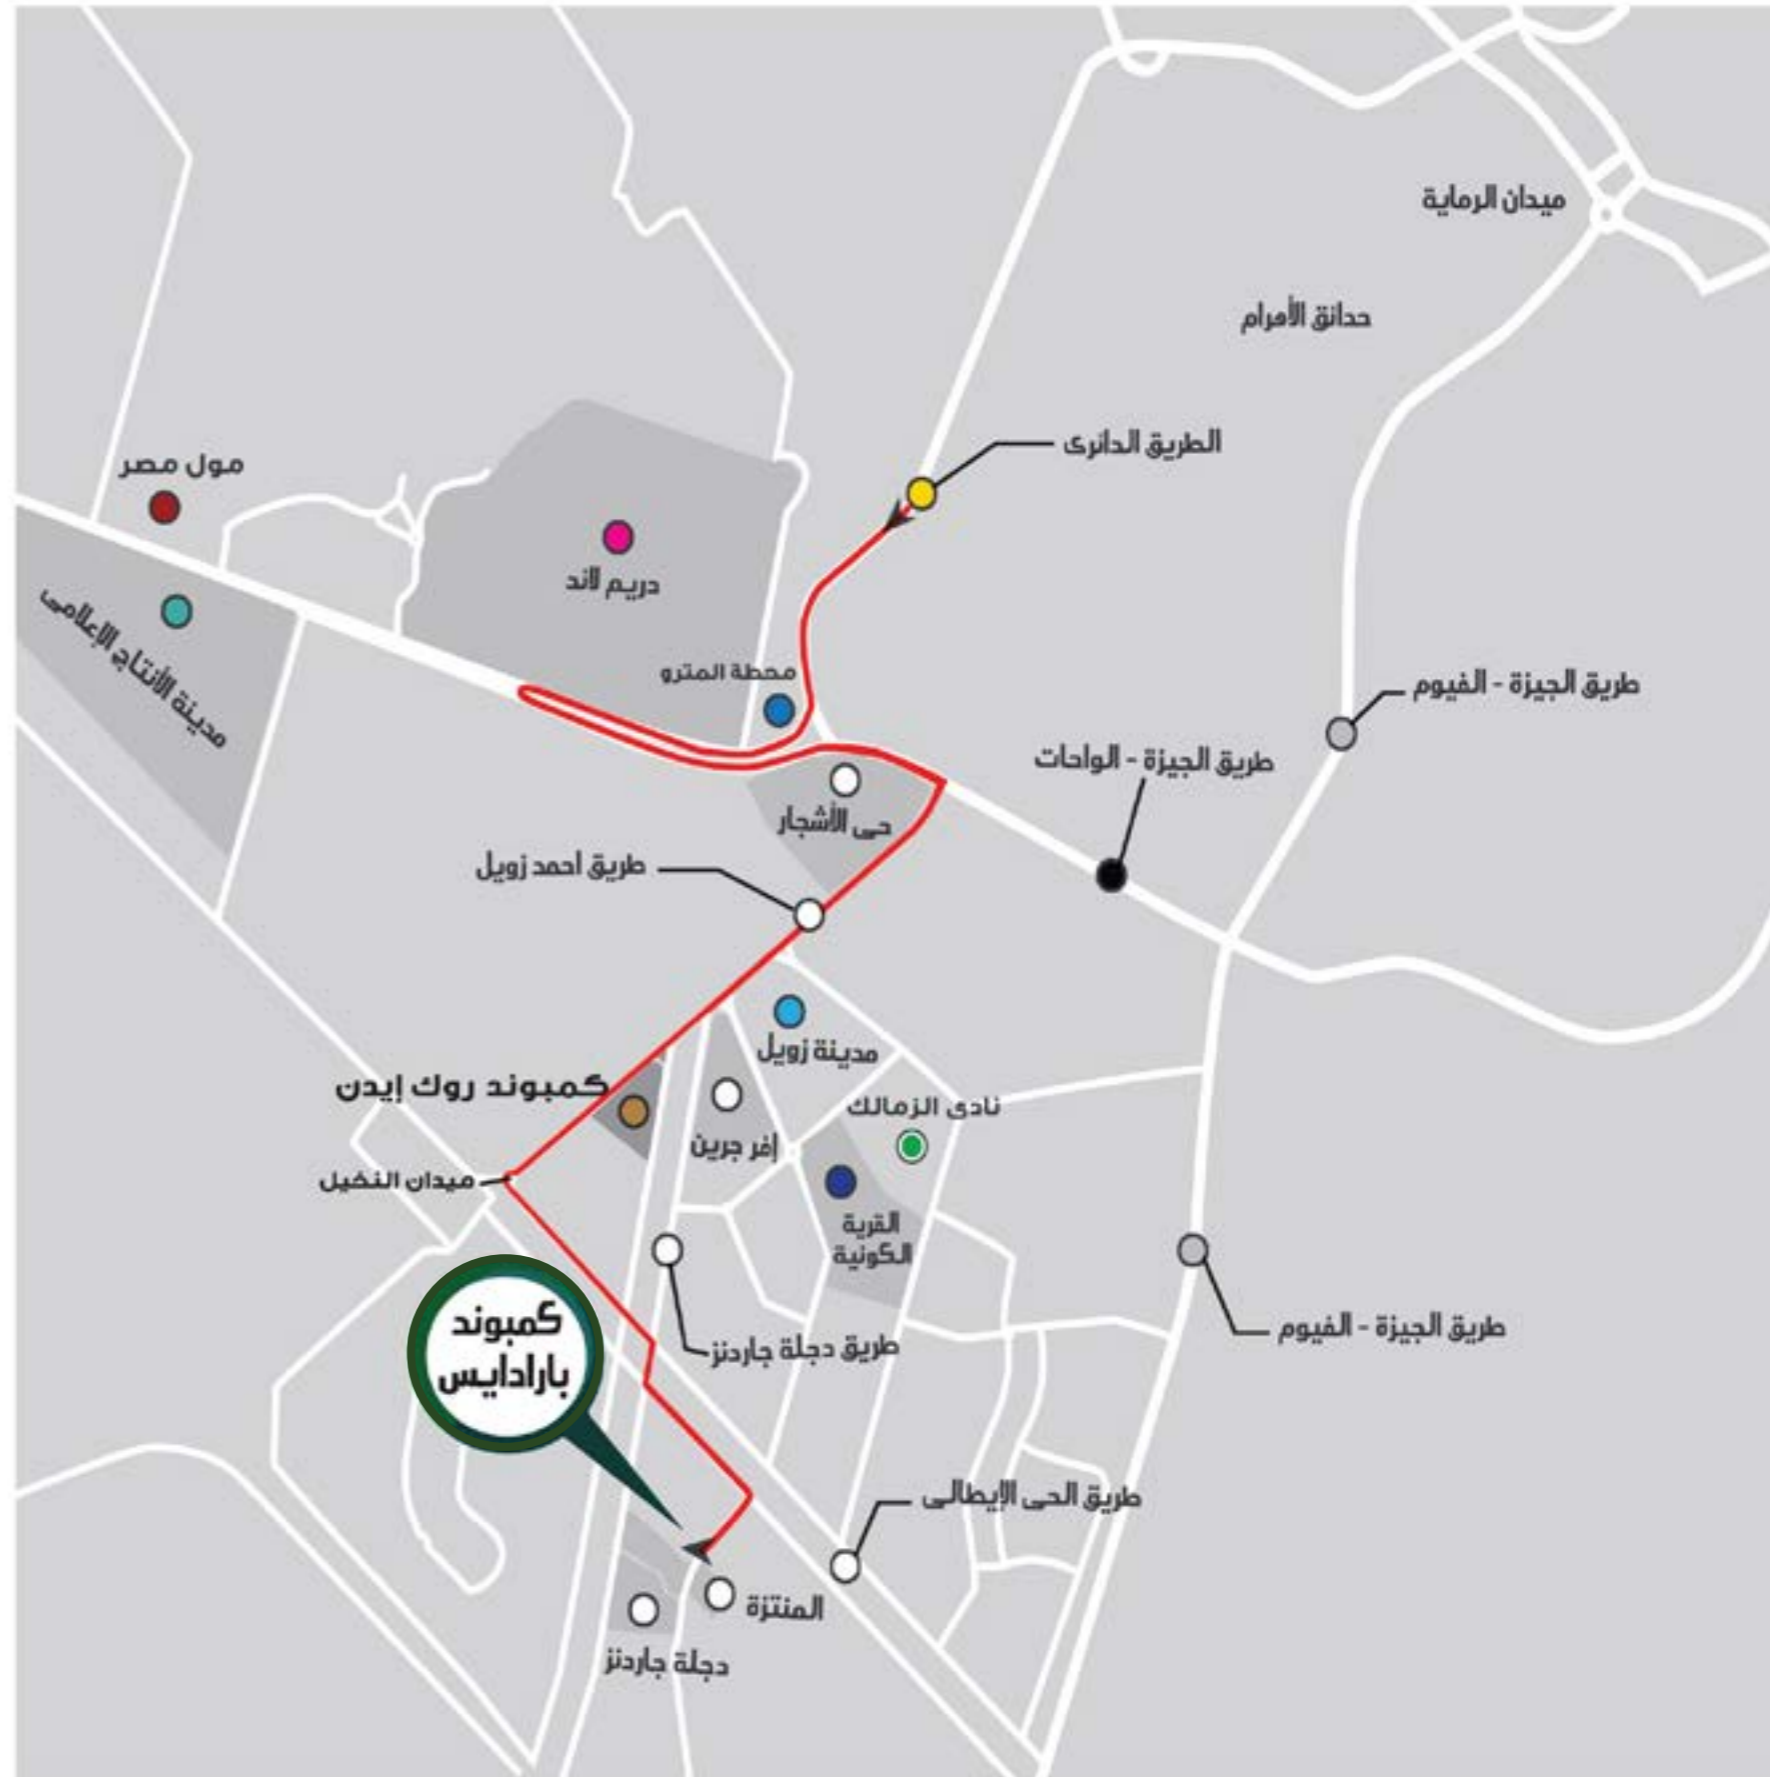 ميدان الرماية
حدائق الأهرام
الطريق الدائرى
مول مصر
دريم لاند
مدينة الأنتاج الإعلامى
محطة المترو
طريق الجيزة - الفيوم
طريق الجيزة - الواحات
حى الأشجار
طريق احمد زويل
مدينة زويل
كمبوند روك إيدن
نادى الزمالك
إفر جرين
ميدان النخيل
القرية
الكونية
كمبوند
بارادايس
طريق دجلة جاردنز
طريق الجيزة - الفيوم
طريق الحى الإيطالى
المنتزة
دجلة جاردنز